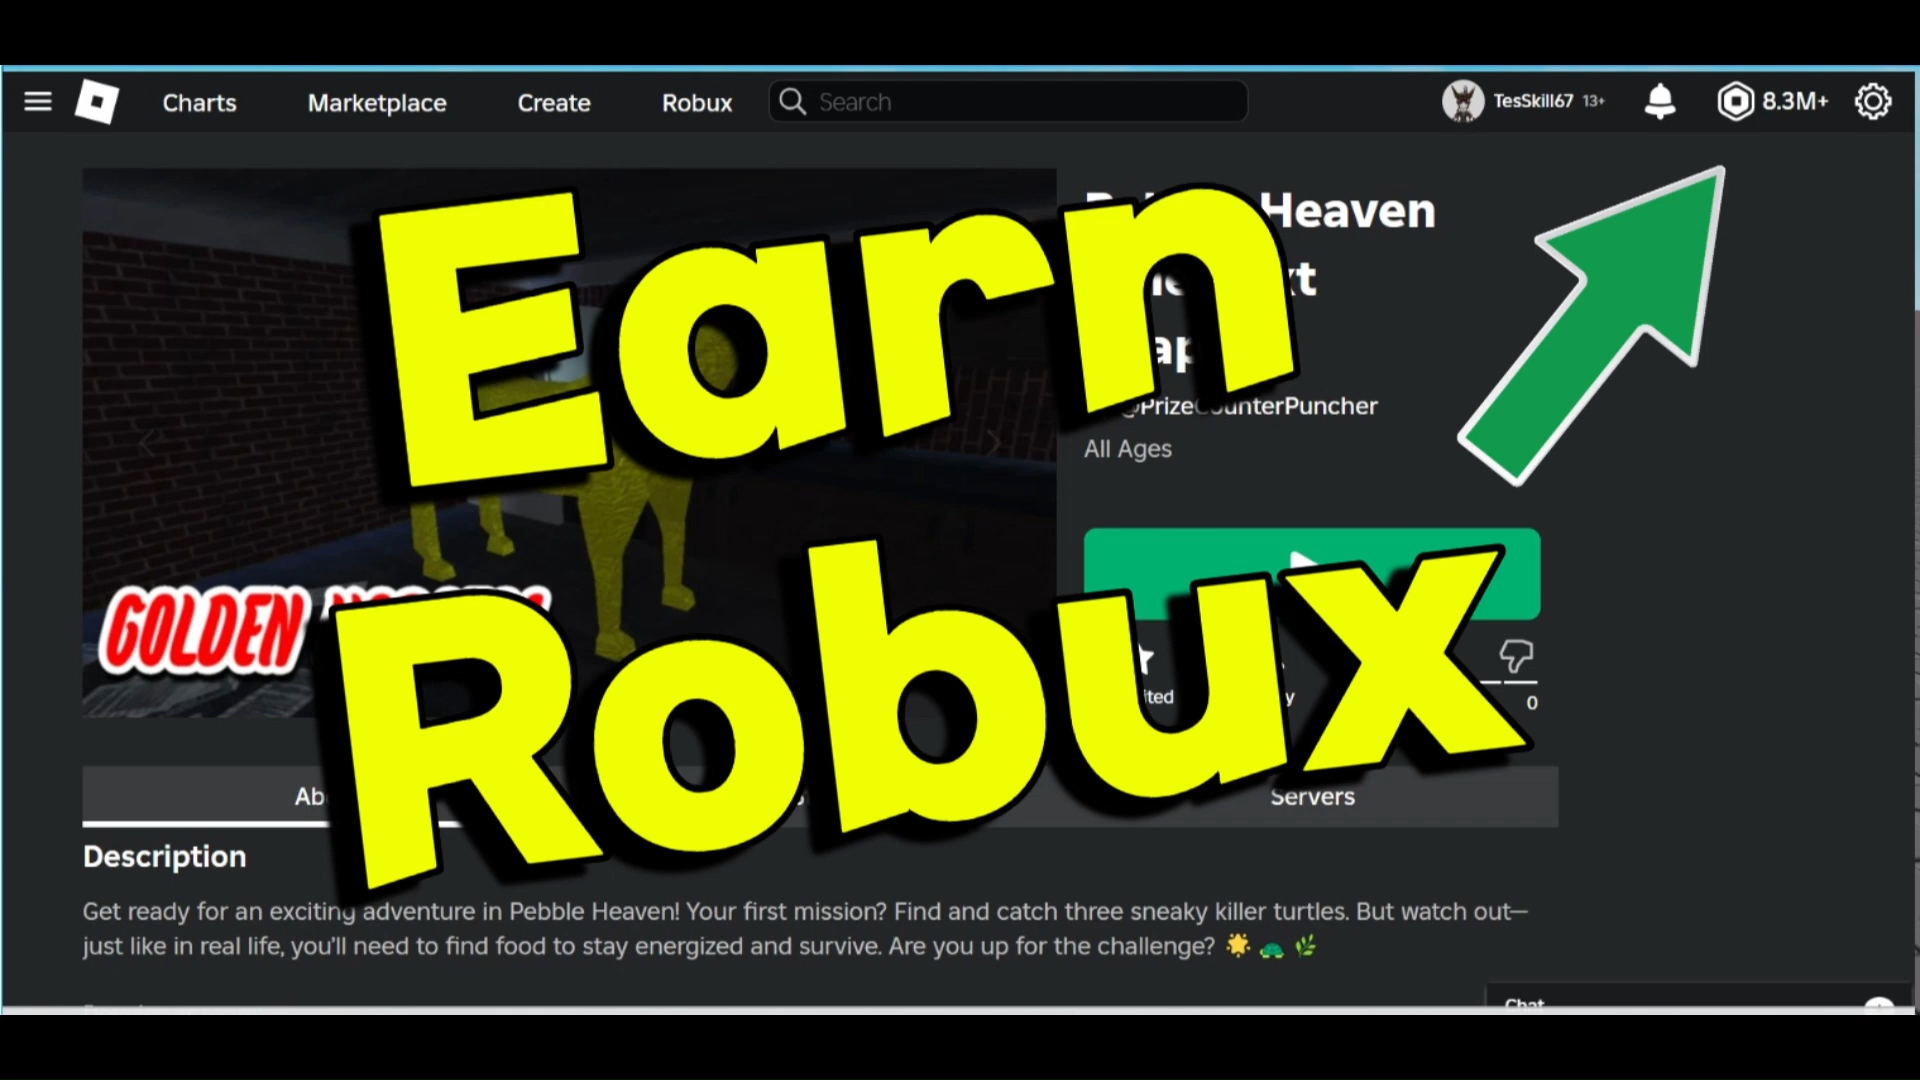 Charts Marketplace Create Robux Search TesSkill67 13+ 8.3M+
Heaven
Earn
All Ages
Robux
GOLDEN
0
Servers
Description
Get ready for an exciting adventure in Pebble Heaven! Your first mission? Find and catch three sneaky killer turtles. But watch out—
just like in real life, you'll need to find food to stay energized and survive. Are you up for the challenge? 🌟 🐢 🌿
Chat